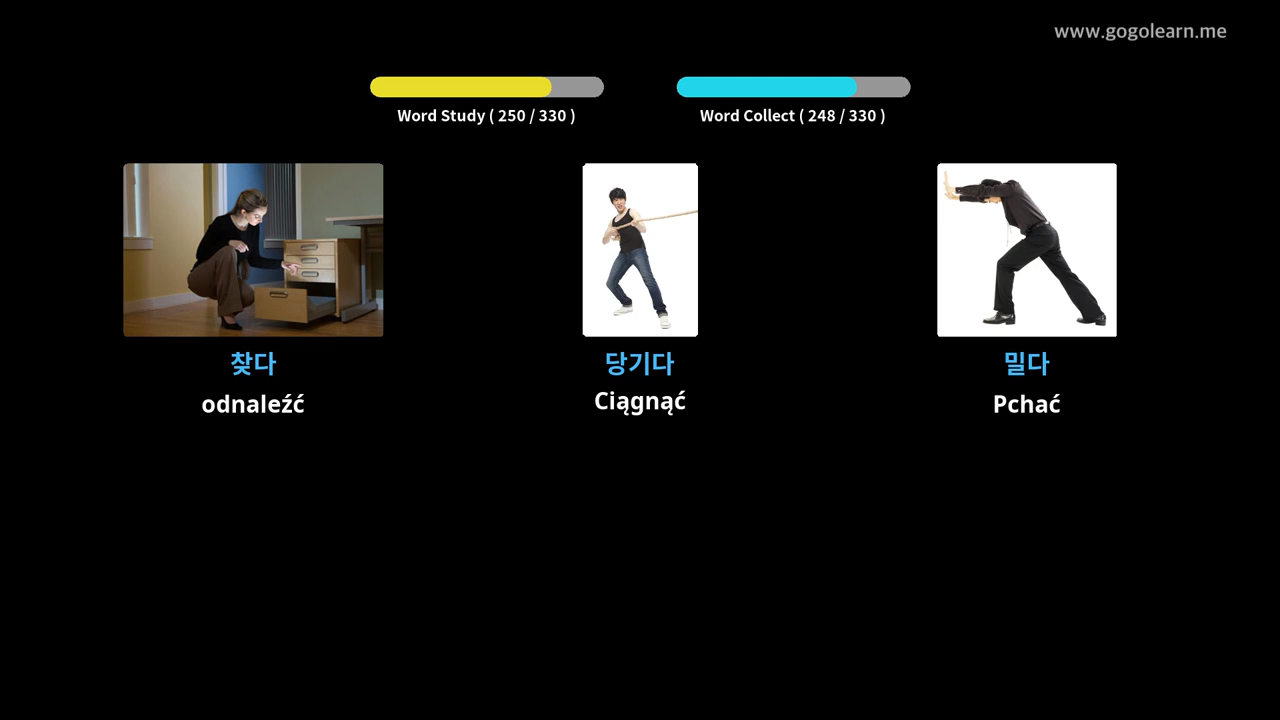 www.gogolearn.me
Word Study ( 250 / 330 )
Word Collect ( 248 / 330 )
찾다
당기다
밀다
odnaleźć
Ciągnąć
Pchać